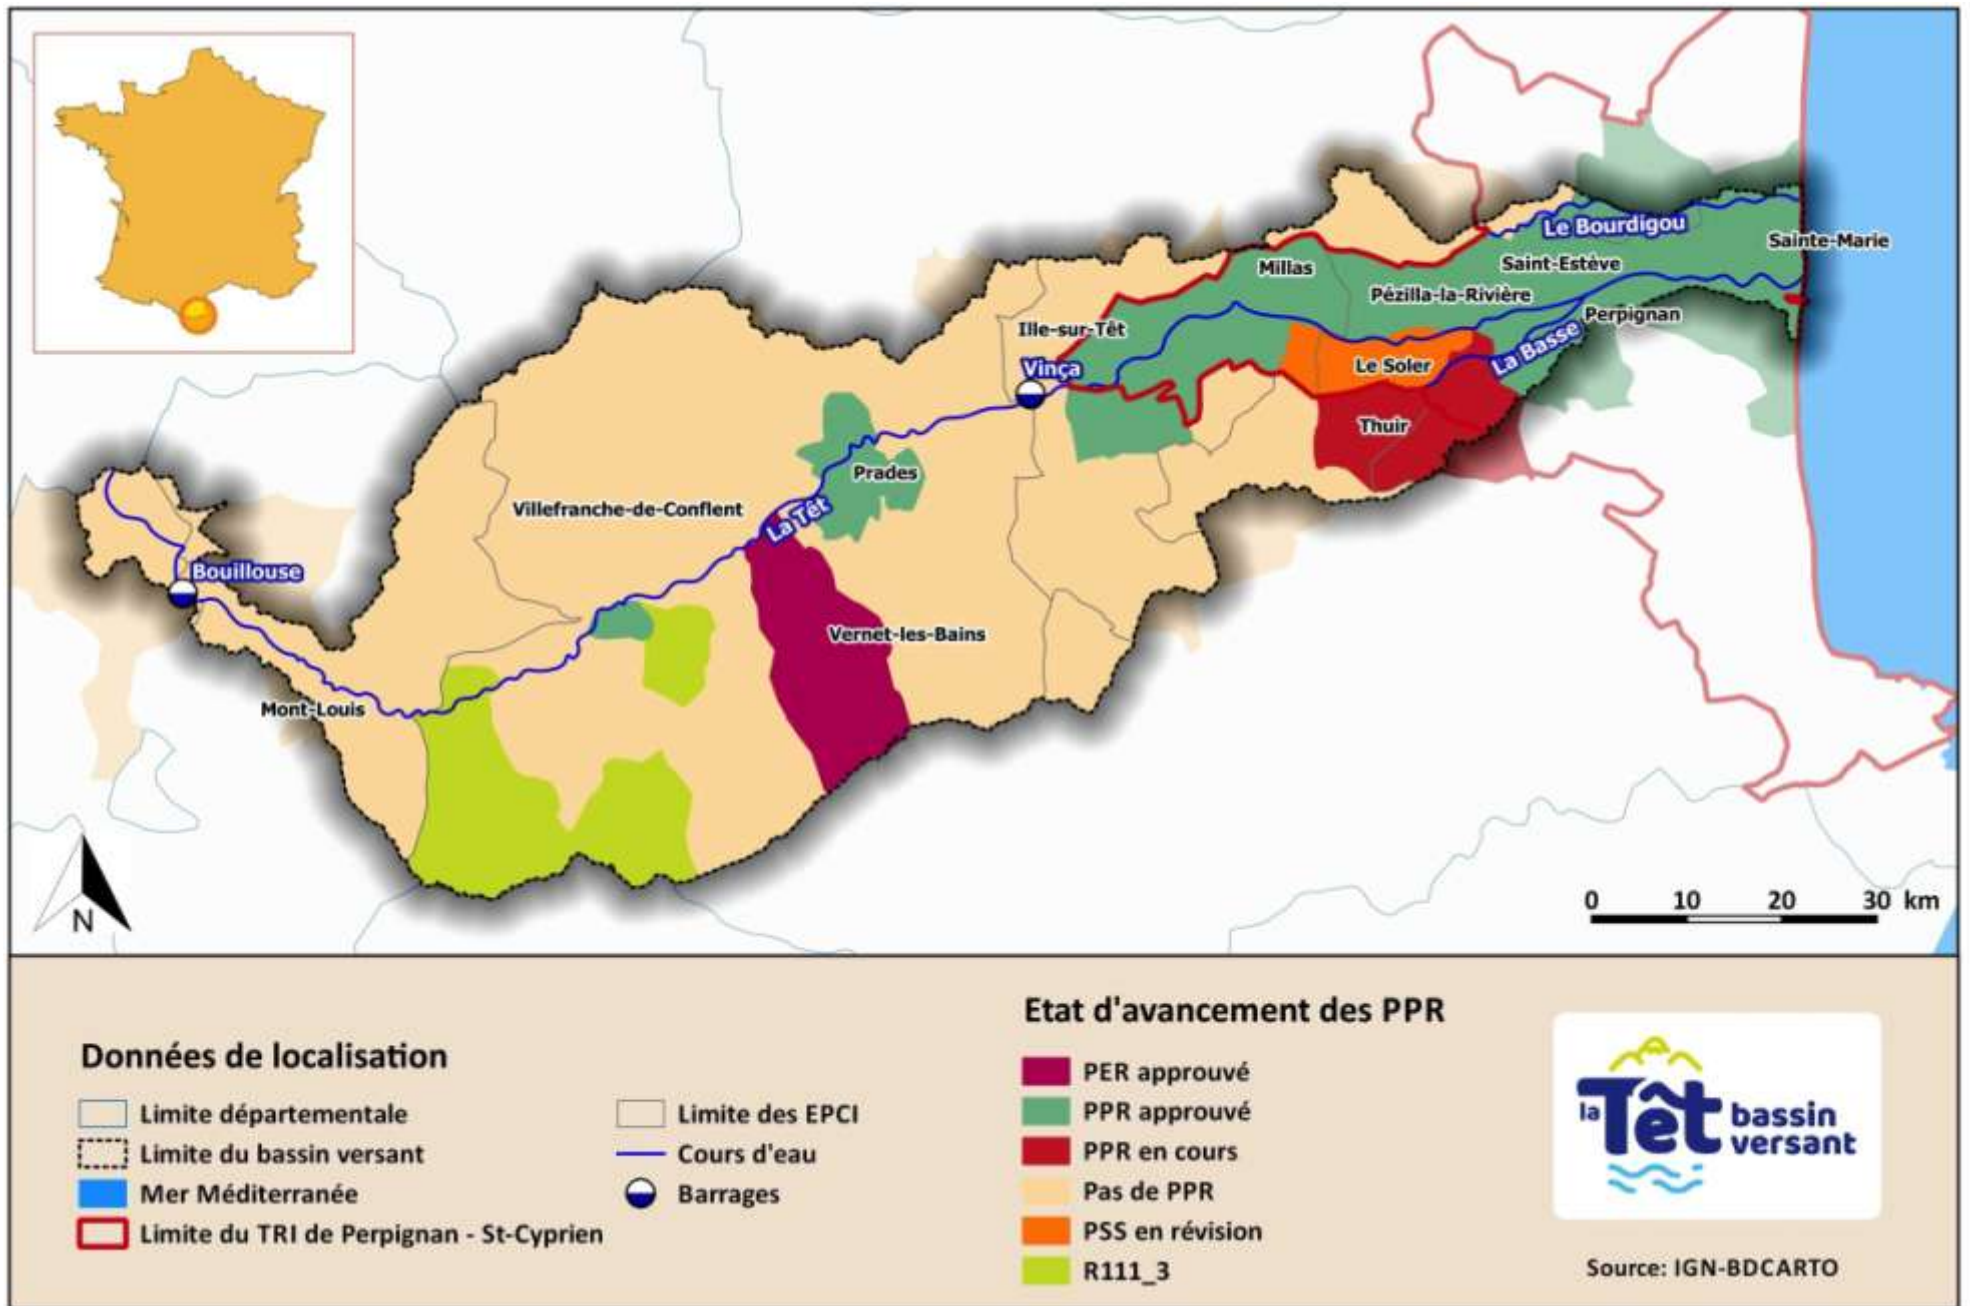 Le Bourdigou
Sainte-Marie
Millas
Saint-Estève
Pézilla-la-Rivière
Perpignan
Ille-sur-Têt
La Basse
Vinça
Le Soler
Thuir
Prades
Villefranche-de-Conflent
La Têt
Bouillouse
Vernet-les-Bains
Mont-Louis
0 10 20 30 km
N
Données de localisation
Limite départementale
Limite du bassin versant
Mer Méditerranée
Limite du TRI de Perpignan - St-Cyprien
Limite des EPCI
Cours d'eau
Barrages
Etat d'avancement des PPR
PER approuvé
PPR approuvé
PPR en cours
Pas de PPR
PSS en révision
R111_3
la Têt bassin
versant
Source: IGN-BDCARTO